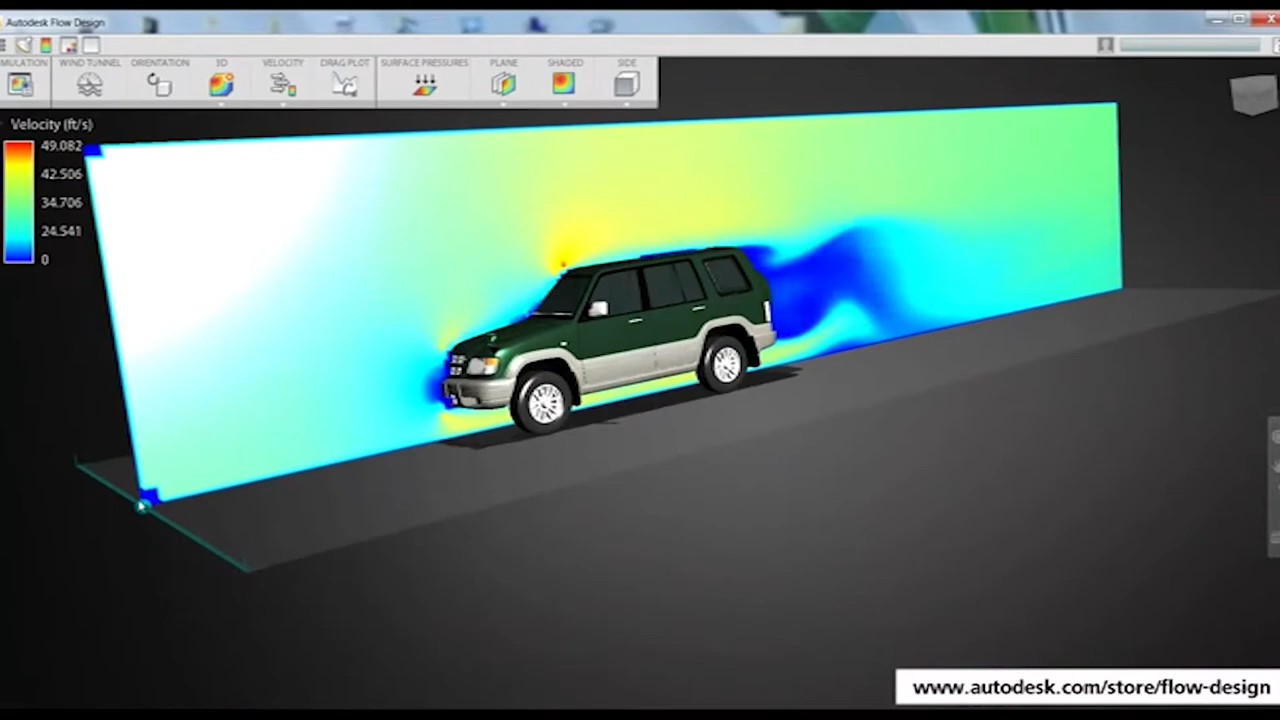 Autodesk Flow Design
MULATION WIND TUNNEL ORIENTATION 3D VELOCITY DRAG PLOT SURFACE PRESSURES PLANE SHADED SIDE
Velocity (ft/s)
49.082
42.506
34.706
24.541
0
www.autodesk.com/store/flow-design